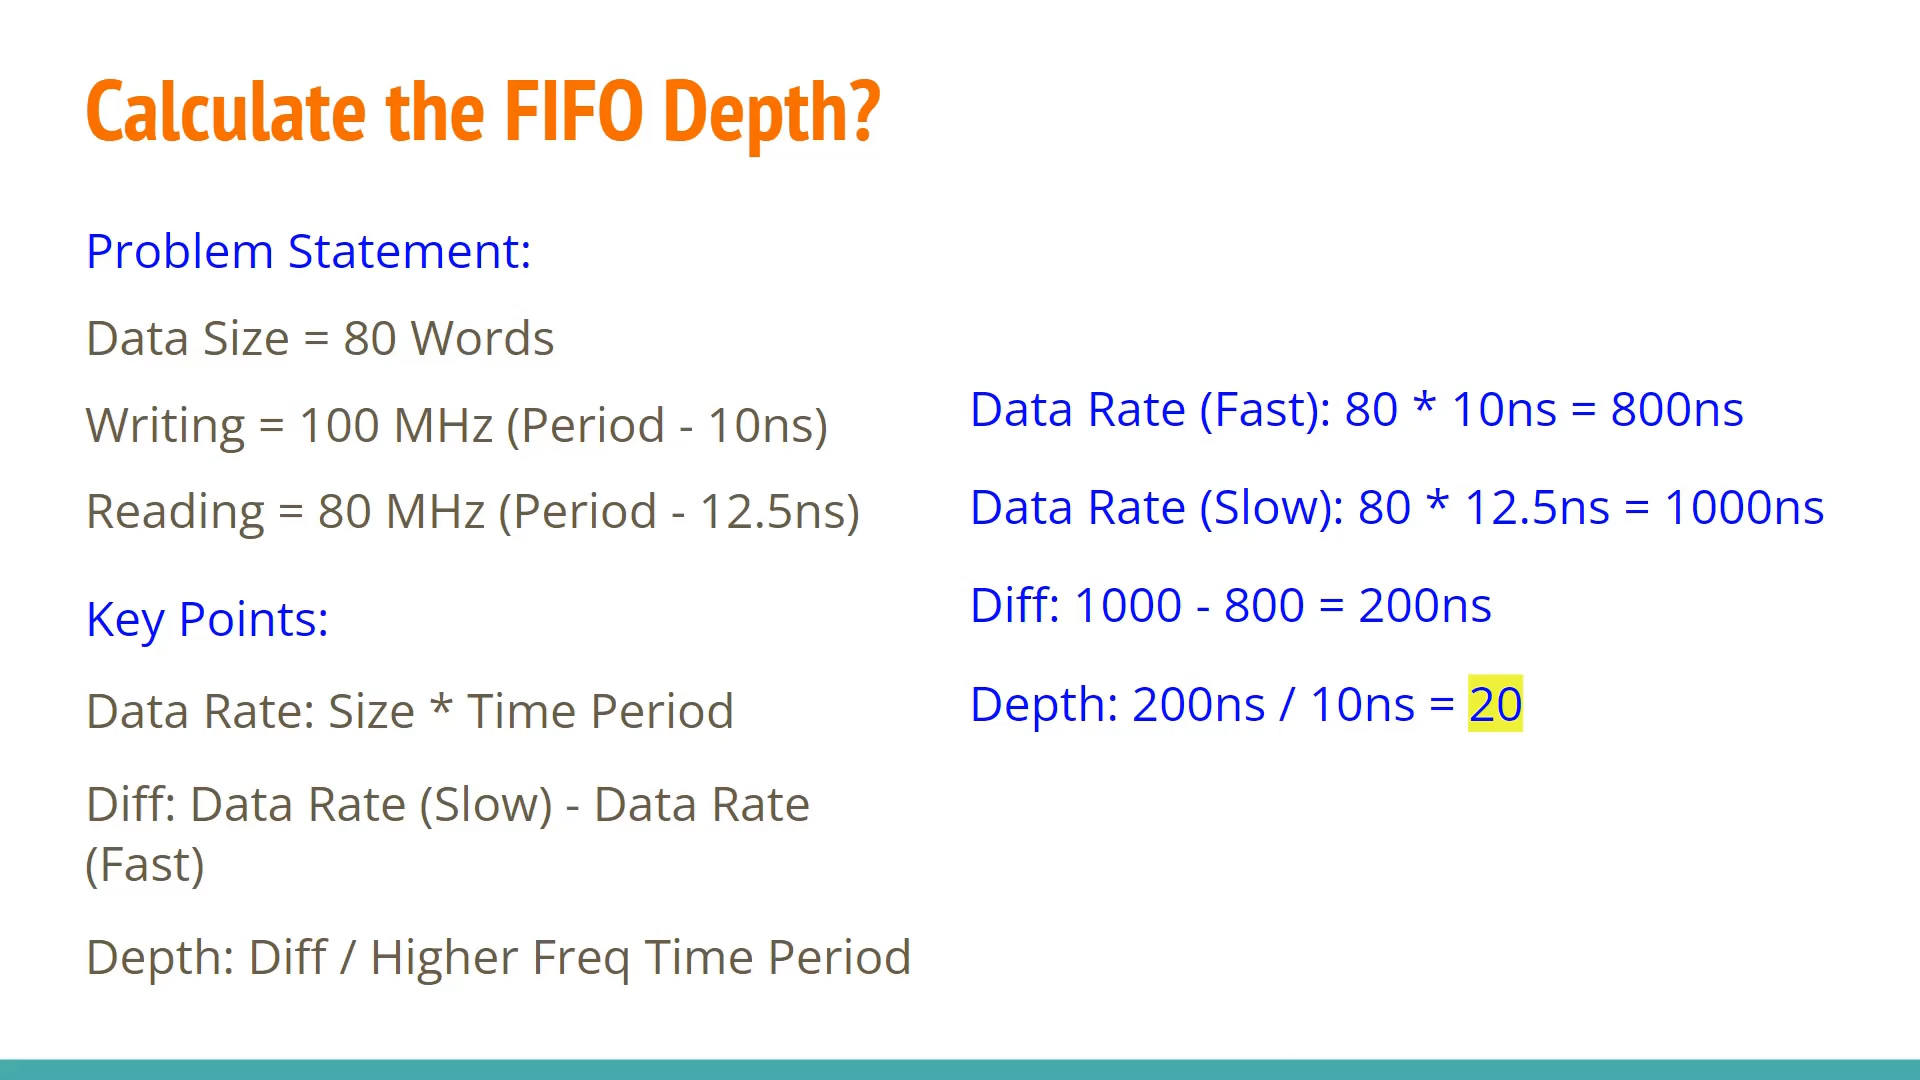 Calculate the FIFO Depth?
Problem Statement:
Data Size = 80 Words
Writing = 100 MHz (Period - 10ns)
Reading = 80 MHz (Period - 12.5ns)
Key Points:
Data Rate: Size * Time Period
Diff: Data Rate (Slow) - Data Rate
(Fast)
Depth: Diff / Higher Freq Time Period
Data Rate (Fast): 80 * 10ns = 800ns
Data Rate (Slow): 80 * 12.5ns = 1000ns
Diff: 1000 - 800 = 200ns
Depth: 200ns / 10ns = 20